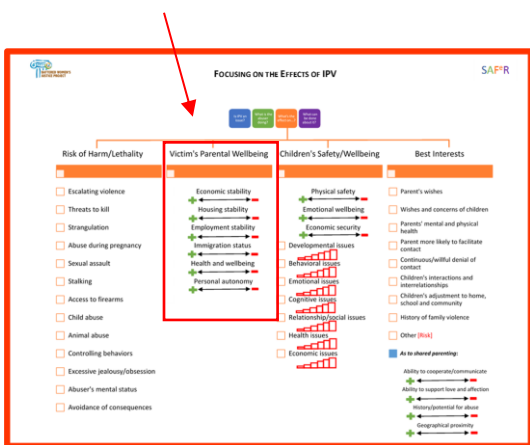 BATTERED WOMEN'S
JUSTICE PROJECT
FOCUSING ON THE EFFECTS OF IPV
SAFeR
Risk of Harm/Lethality
Escalating violence
Threats to kill
Strangulation
Abuse during pregnancy
Sexual assault
Stalking
Access to firearms
Child abuse
Animal abuse
Controlling behaviors
Excessive jealousy/obsession
Abuser's mental status
Avoidance of consequences
Victim's Parental Wellbeing
Economic stability
Housing stability
Employment stability
Immigration status
Health and wellbeing
Personal autonomy
Children's Safety/Wellbeing
Physical safety
Emotional wellbeing
Economic security
Developmental issues
Behavioral issues
Emotional issues
Cognitive issues
Relationship/social issues
Health issues
Economic issues
Best Interests
Parent's wishes
Wishes and concerns of children
Parents' mental and physical
health
Parent more likely to facilitate
contact
Continuous/willful denial of
contact
Children's interactions and
interrelationships
Children's adjustment to home,
school and community
History of family violence
Other [Risk]
As to shared parenting:
Ability to cooperate/communicate
Ability to support love and affection
History/potential for abuse
Geographical proximity